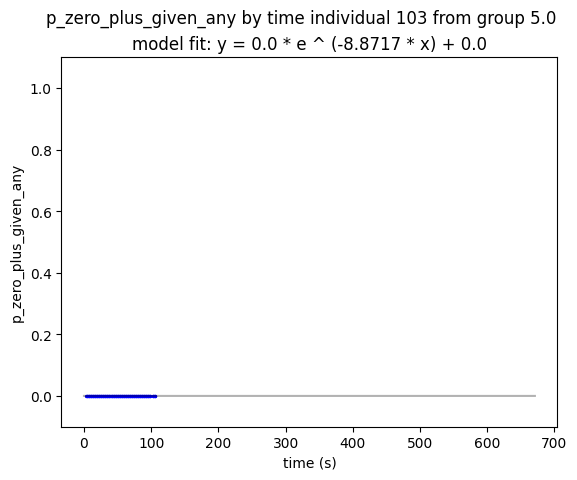 p_zero_plus_given_any by time individual 103 from group 5.0
model fit: y = 0.0 * e ^ (-8.8717 * x) + 0.0
p_zero_plus_given_any
1.0
0.8
0.6
0.4
0.2
0.0
0 100 200 300 400 500 600 700
time (s)